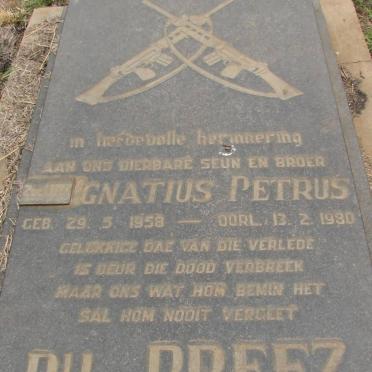 in liefdevolle herinnering
AAN ONS DIERBARE SEUN EN BROER
IGNATIUS PETRUS
GEB. 29. 5. 1958 — OORL. 13. 2. 1980
GELUKKIGE DAE VAN DIE VERLEDE
IS DEUR DIE DOOD VERBREEK
MAAR ONS WAT HOM BEMIN HET
SAL HOM NOOIT VERGEET
DU PREEZ